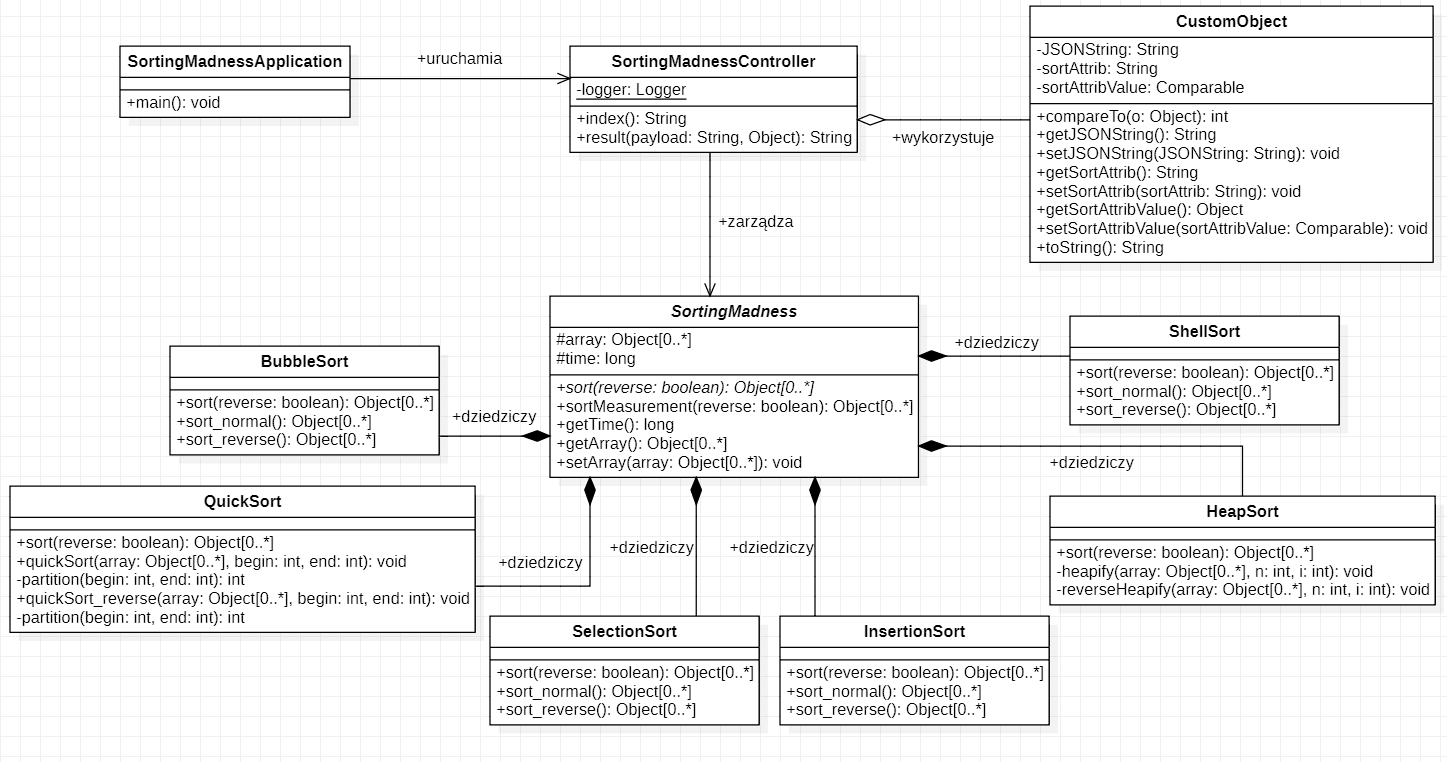 SortingMadnessApplication
+main(): void
+uruchamia
SortingMadnessController
-logger: Logger
+index(): String
+result(payload: String, Object): String
+wykorzystuje
CustomObject
-JSONString: String
-sortAttrib: String
-sortAttribValue: Comparable
+compareTo(o: Object): int
+getJSONString(): String
+setJSONString(JSONString: String): void
+getSortAttrib(): String
+setSortAttrib(sortAttrib: String): void
+getSortAttribValue(): Object
+setSortAttribValue(sortAttribValue: Comparable): void
+toString(): String
+zarządza
SortingMadness
#array: Object[0..*]
#time: long
+sort(reverse: boolean): Object[0..*]
+sortMeasurement(reverse: boolean): Object[0..*]
+getTime(): long
+getArray(): Object[0..*]
+setArray(array: Object[0..*]): void
+dziedziczy
ShellSort
+sort(reverse: boolean): Object[0..*]
+sort_normal(): Object[0..*]
+sort_reverse(): Object[0..*]
BubbleSort
+sort(reverse: boolean): Object[0..*]
+sort_normal(): Object[0..*]
+sort_reverse(): Object[0..*]
+dziedziczy
+dziedziczy
HeapSort
+sort(reverse: boolean): Object[0..*]
-heapify(array: Object[0..*], n: int, i: int): void
-reverseHeapify(array: Object[0..*], n: int, i: int): void
QuickSort
+sort(reverse: boolean): Object[0..*]
+quickSort(array: Object[0..*], begin: int, end: int): void
-partition(begin: int, end: int): int
+quickSort_reverse(array: Object[0..*], begin: int, end: int): void
-partition(begin: int, end: int): int
+dziedziczy
+dziedziczy
+dziedziczy
SelectionSort
+sort(reverse: boolean): Object[0..*]
+sort_normal(): Object[0..*]
+sort_reverse(): Object[0..*]
InsertionSort
+sort(reverse: boolean): Object[0..*]
+sort_normal(): Object[0..*]
+sort_reverse(): Object[0..*]